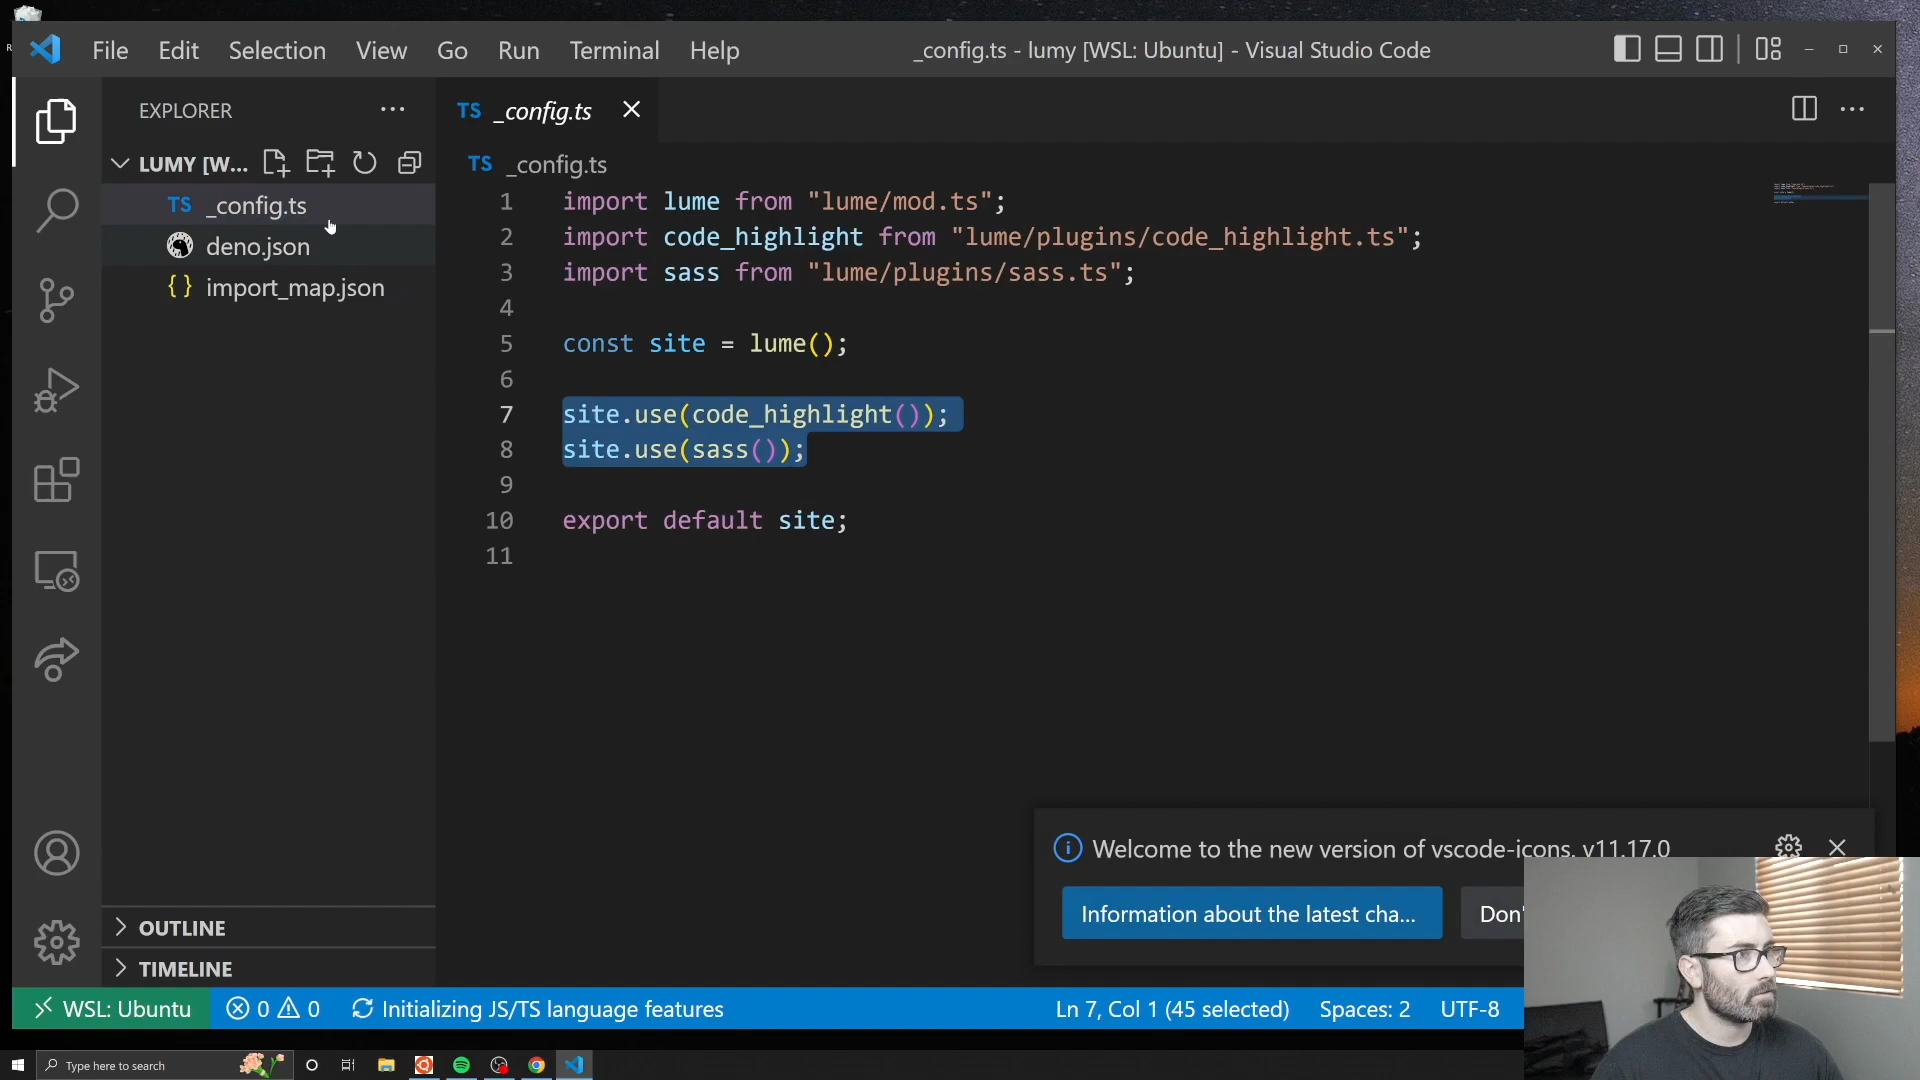 File Edit Selection View Go Run Terminal Help
_config.ts - lumy [WSL: Ubuntu] - Visual Studio Code
EXPLORER
LUMY [W...
TS _config.ts
deno.json
{} import_map.json
OUTLINE
TIMELINE
TS _config.ts
TS _config.ts
1 import lume from "lume/mod.ts";
2 import code_highlight from "lume/plugins/code_highlight.ts";
3 import sass from "lume/plugins/sass.ts";
4
5 const site = lume();
6
7 site.use(code_highlight());
8 site.use(sass());
9
10 export default site;
11
Welcome to the new version of vscode-icons. v11.17.0
Information about the latest cha...
Don'
WSL: Ubuntu 0 0 Initializing JS/TS language features
Ln 7, Col 1 (45 selected) Spaces: 2 UTF-8
Type here to search